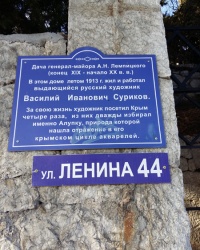 Дача генерал-майора А.Н. Лемпицкого
(конец XIX - начало XX в. в.)
В этом доме летом 1913 г. жил и работал
выдающийся русский художник
Василий Иванович Суриков.
За свою жизнь художник посетил Крым
четыре раза, из них дважды избирал
именно Алупку, природа которой
нашла отражение в его
крымском цикле акварелей.
ул. ЛЕНИНА 44